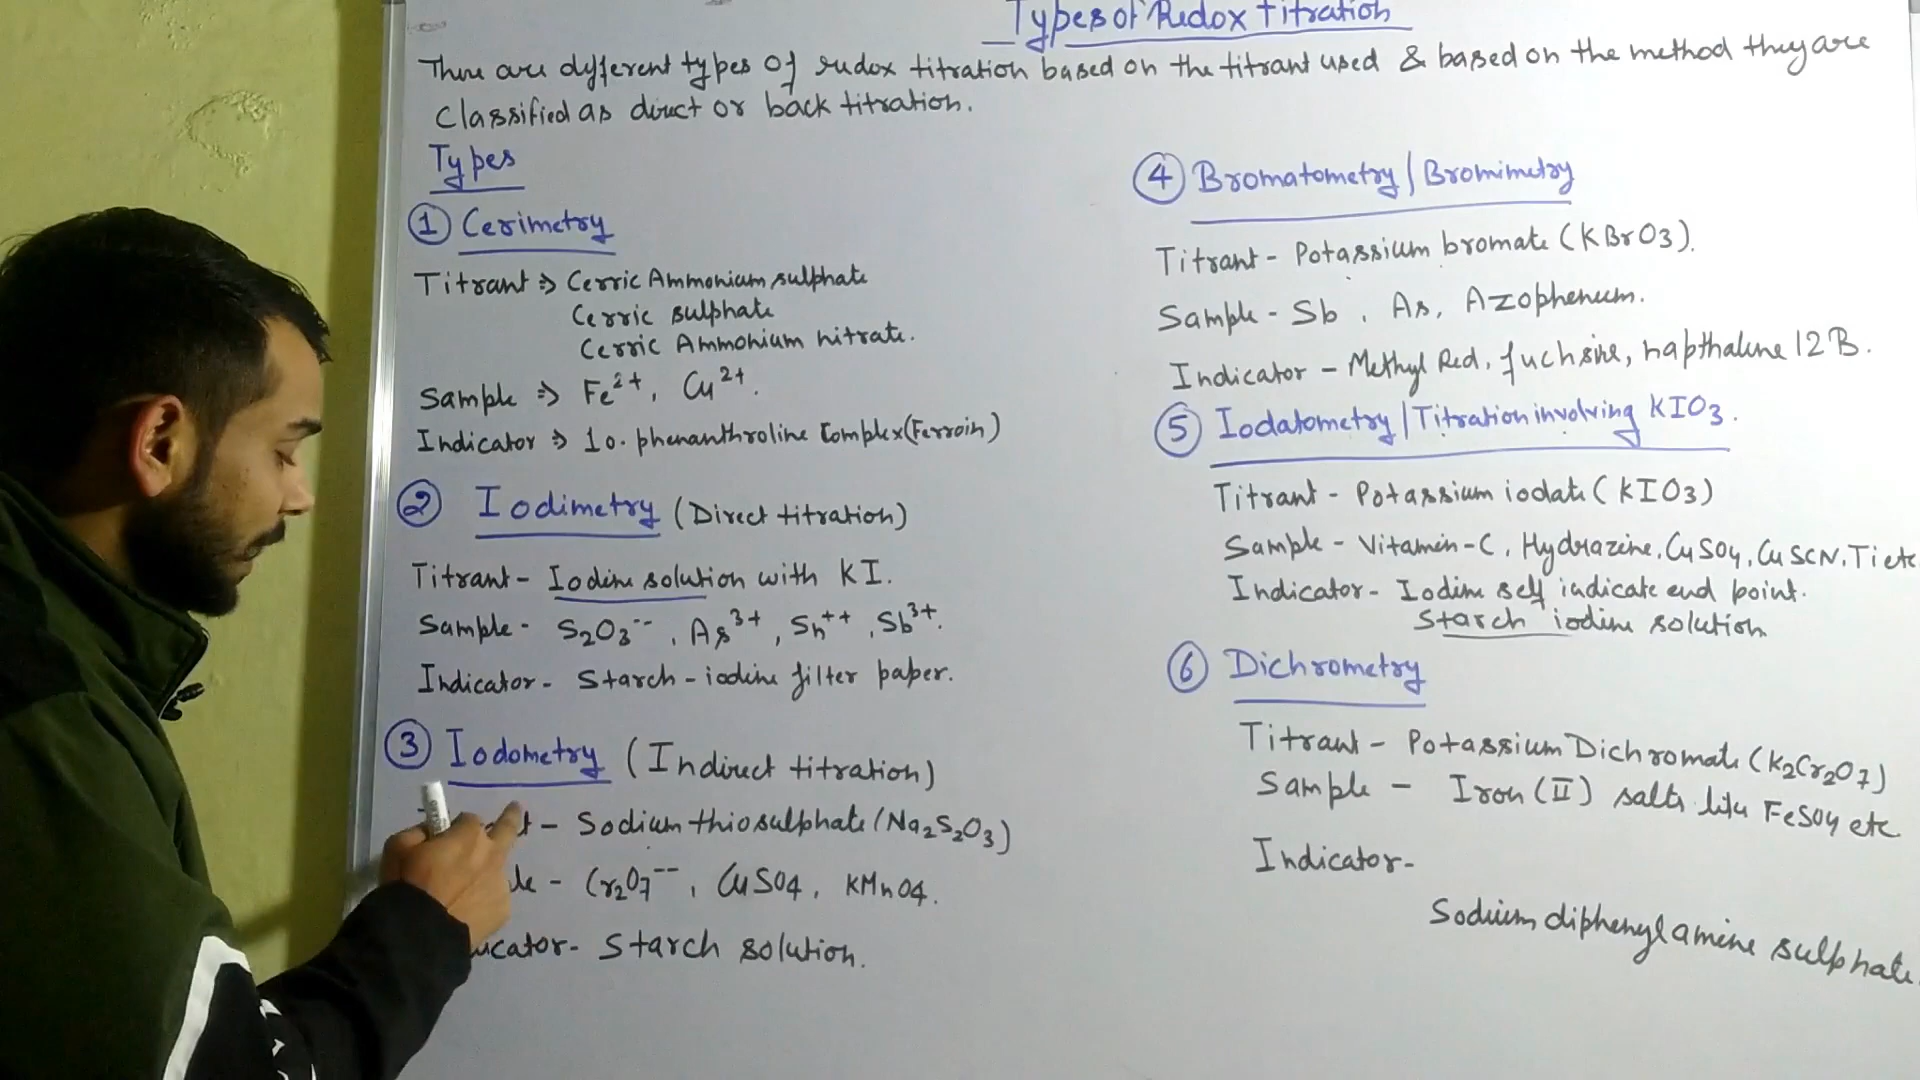 Types of Redox titration
There are different types of redox titration based on the titrant used & based on the method they are
classified as direct or back titration.
Types
① Cerimetry
Titrant ⇒ Cerric Ammonium sulphate
Cerric sulphate
Cerric Ammonium nitrate.
Sample ⇒ Fe2+, Cu2+.
Indicator ⇒ 1o. phenanthroline Complex (Ferroin)
② Iodimetry (Direct titration)
Titrant - Iodine solution with KI.
Sample - S2O3--, As3+, Sn++, Sb3+.
Indicator - Starch - iodine filter paper.
③ Iodometry (Indirect titration)
t - Sodium thiosulphate (Na2S2O3)
le - Cr2O7--, CuSO4, KMnO4.
icator - Starch solution.
④ Bromatometry / Bromimetry
Titrant - Potassium bromate (KBrO3).
Sample - Sb, As, Azophenum.
Indicator - Methyl Red, fuchsine, napthalene 12 B.
⑤ Iodatometry / Titration involving KIO3.
Titrant - Potassium iodate (KIO3)
Sample - Vitamin-C, Hydrazine, CuSO4, CuSCN, Ti etc
Indicator - Iodine self indicate end point.
Starch iodine solution
⑥ Dichrometry
Titrant - Potassium Dichromate (K2Cr2O7)
Sample - Iron (II) salts like FeSO4 etc
Indicator -
Sodium diphenylamine sulphate.